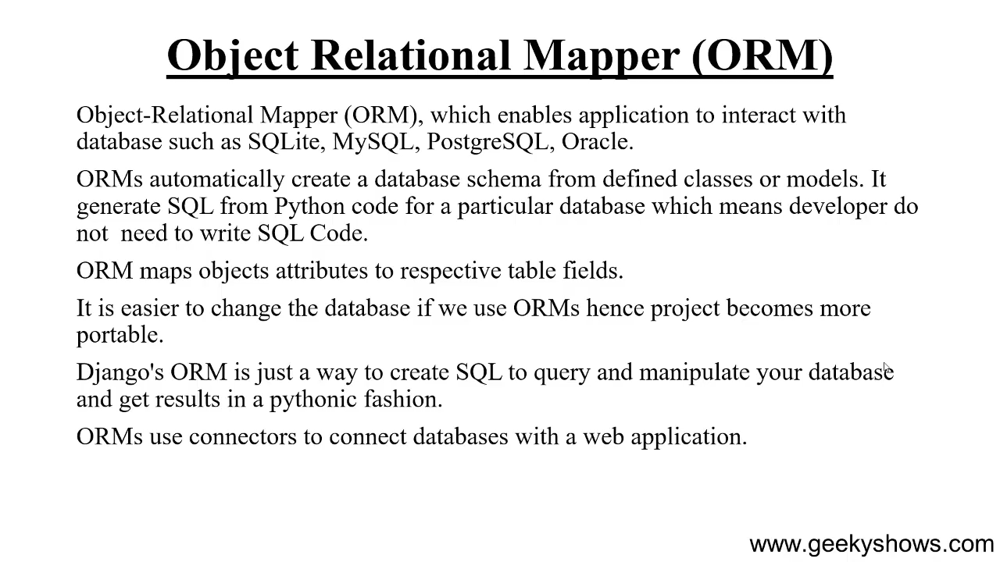 Object Relational Mapper (ORM)
Object-Relational Mapper (ORM), which enables application to interact with
database such as SQLite, MySQL, PostgreSQL, Oracle.
ORMs automatically create a database schema from defined classes or models. It
generate SQL from Python code for a particular database which means developer do
not  need to write SQL Code.
ORM maps objects attributes to respective table fields.
It is easier to change the database if we use ORMs hence project becomes more
portable.
Django's ORM is just a way to create SQL to query and manipulate your database
and get results in a pythonic fashion.
ORMs use connectors to connect databases with a web application.
www.geekyshows.com